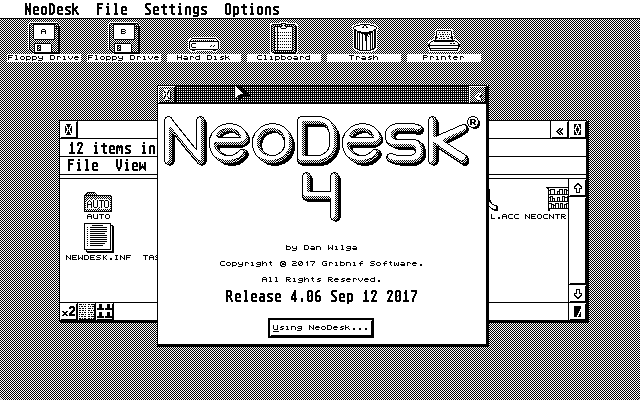 NeoDesk File Settings Options
A B
Floppy Drive Floppy Drive Hard Disk Clipboard Trash Printer
NeoDesk®
4
12 items in
File View
AUTO
AUTO
L.ACC NEOCNTR
NEWDESK.INF TAS
by Dan Wilga
Copyright © 2017 Gribnif Software.
All Rights Reserved.
Release 4.06 Sep 12 2017
×2
Using NeoDesk...